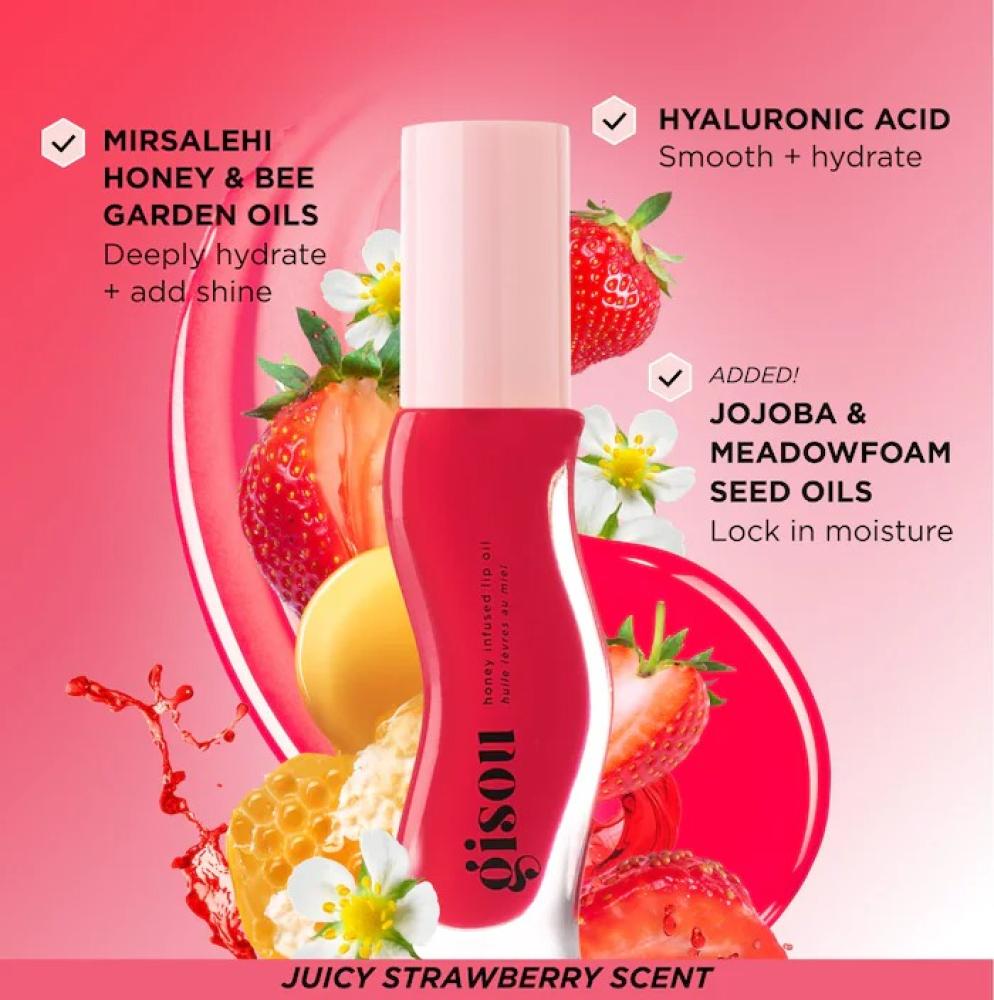 MIRSALEHI
HONEY & BEE
GARDEN OILS
Deeply hydrate
+ add shine
HYALURONIC ACID
Smooth + hydrate
ADDED!
JOJOBA &
MEADOWFOAM
SEED OILS
Lock in moisture
gisou
honey infused lip oil
huile lèvres au miel
JUICY STRAWBERRY SCENT